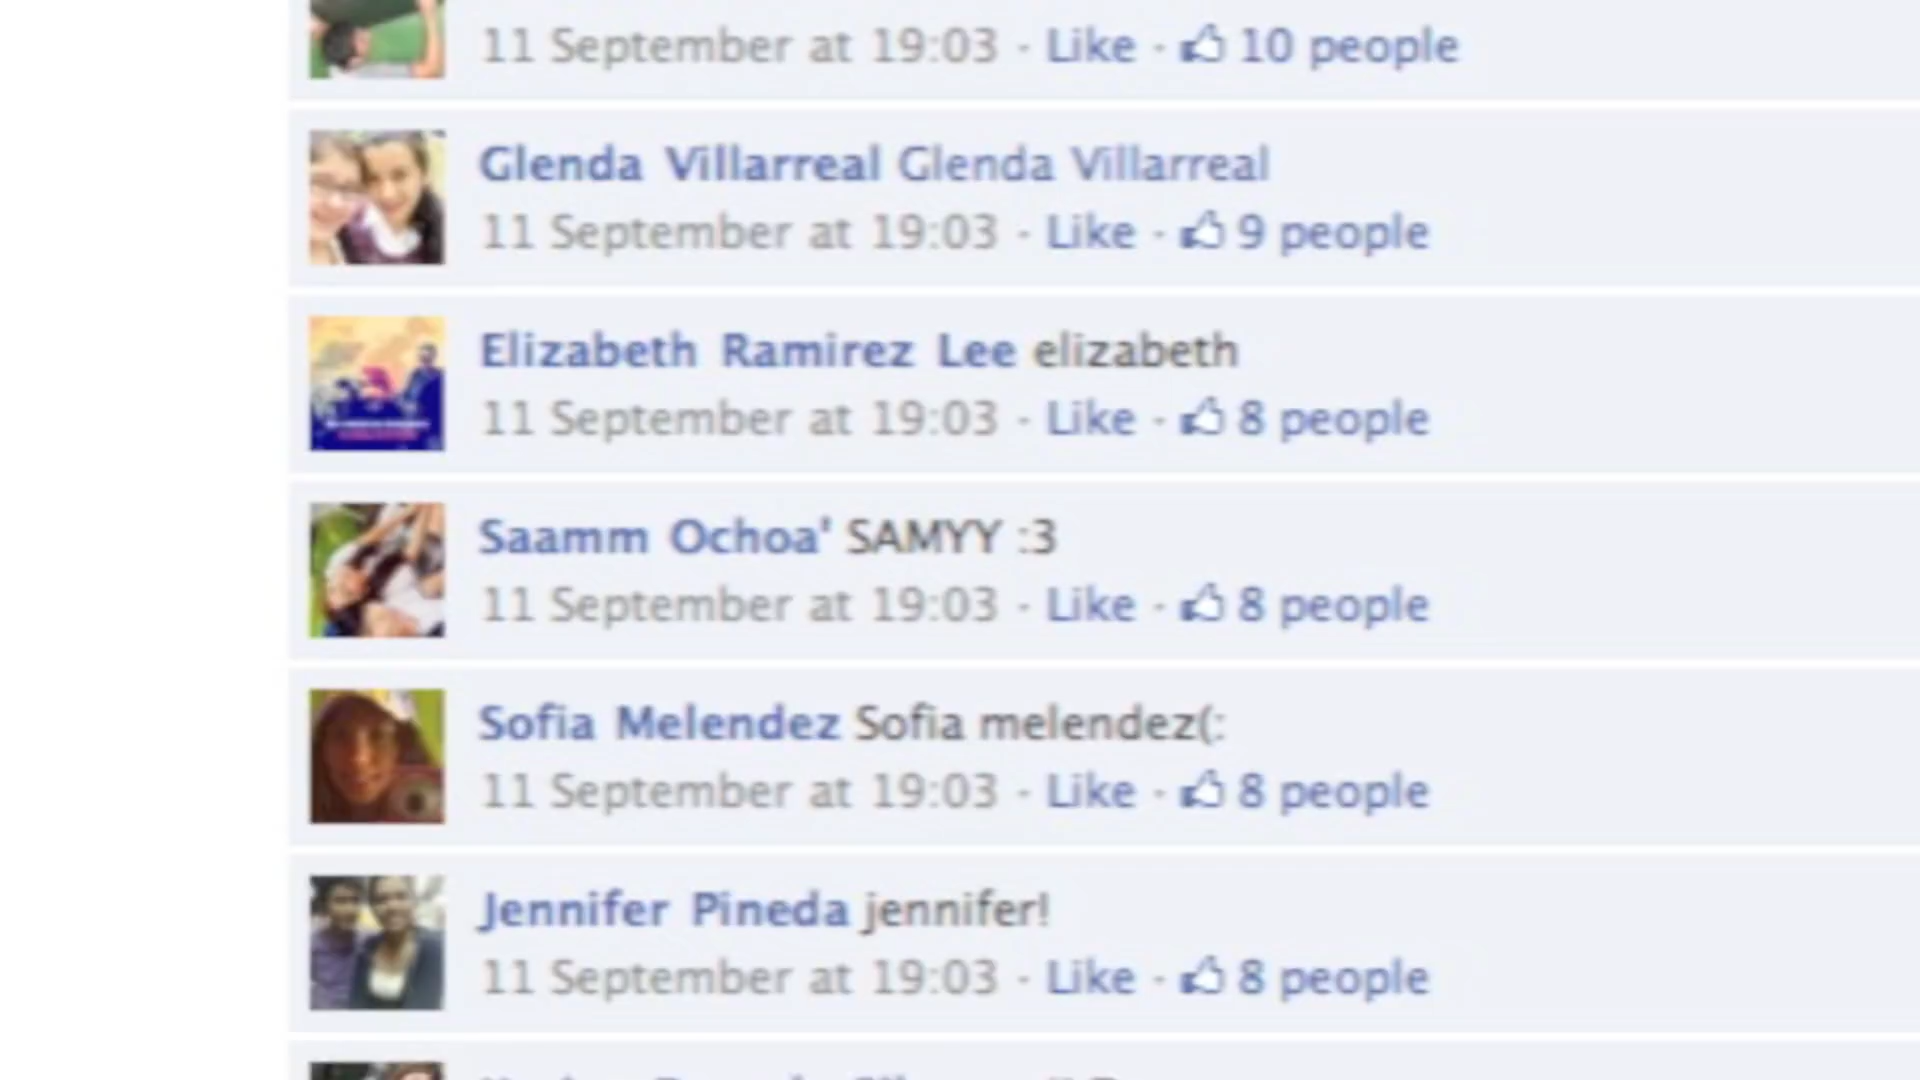 11 September at 19:03 · Like · 10 people
Glenda Villarreal Glenda Villarreal
11 September at 19:03 · Like · 9 people
Elizabeth Ramirez Lee elizabeth
11 September at 19:03 · Like · 8 people
Saamm Ochoa' SAMYY :3
11 September at 19:03 · Like · 8 people
Sofia Melendez Sofia melendez(:
11 September at 19:03 · Like · 8 people
Jennifer Pineda jennifer!
11 September at 19:03 · Like · 8 people